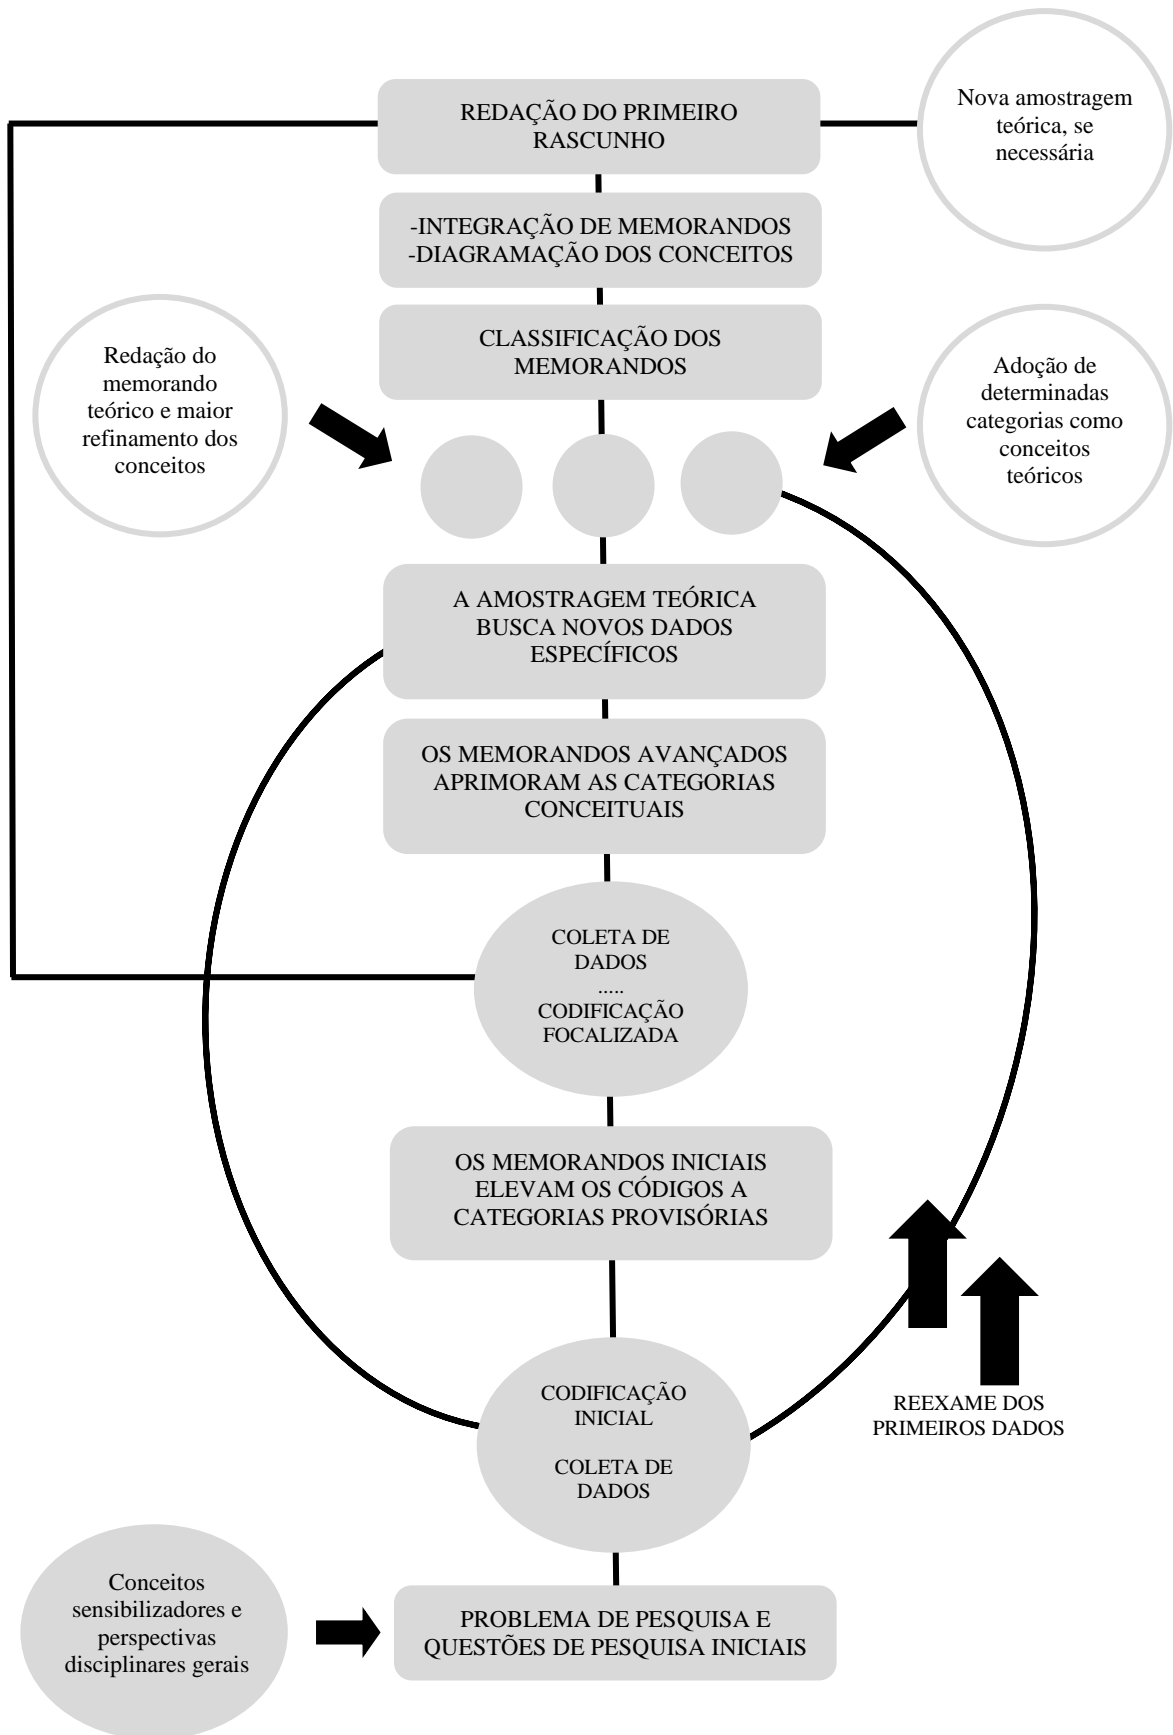 REDAÇÃO DO PRIMEIRO
RASCUNHO
Nova amostragem
teórica, se
necessária
-INTEGRAÇÃO DE MEMORANDOS
-DIAGRAMAÇÃO DOS CONCEITOS
CLASSIFICAÇÃO DOS
MEMORANDOS
Redação do
memorando
teórico e maior
refinamento dos
conceitos
Adoção de
determinadas
categorias como
conceitos
teóricos
A AMOSTRAGEM TEÓRICA
BUSCA NOVOS DADOS
ESPECÍFICOS
OS MEMORANDOS AVANÇADOS
APRIMORAM AS CATEGORIAS
CONCEITUAIS
COLETA DE
DADOS
.....
CODIFICAÇÃO
FOCALIZADA
OS MEMORANDOS INICIAIS
ELEVAM OS CÓDIGOS A
CATEGORIAS PROVISÓRIAS
REEXAME DOS
PRIMEIROS DADOS
CODIFICAÇÃO
INICIAL
COLETA DE
DADOS
Conceitos
sensibilizadores e
perspectivas
disciplinares gerais
PROBLEMA DE PESQUISA E
QUESTÕES DE PESQUISA INICIAIS